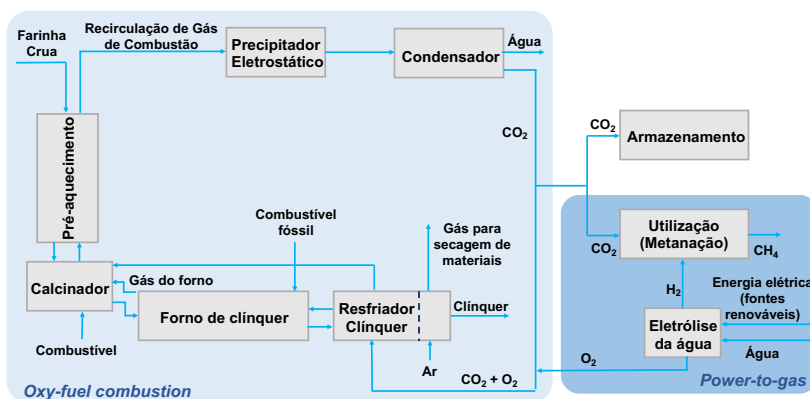 Farinha
Crua
Recirculação de Gás
de Combustão
Precipitador
Eletrostático
Condensador
Água
CO2
CO2
Armazenamento
Pré-aquecimento
Combustível
fóssil
Gás para
secagem de
materiais
Utilização
(Metanação)
CO2
CH4
H2
Energia elétrica
(fontes
renováveis)
Calcinador
Gás do forno
Forno de clínquer
Resfriador
Clínquer
Clínquer
Eletrólise
da água
Água
Combustível
Ar
CO2 + O2
O2
Oxy-fuel combustion
Power-to-gas